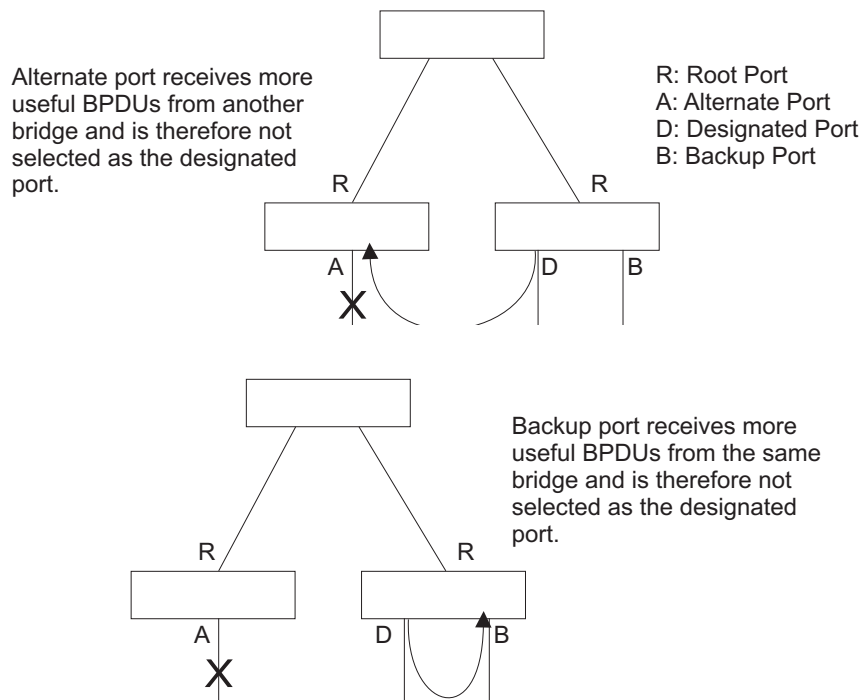 Alternate port receives more
useful BPDUs from another
bridge and is therefore not
selected as the designated
port.
R: Root Port
A: Alternate Port
D: Designated Port
B: Backup Port
R
R
A
D
B
X
Backup port receives more
useful BPDUs from the same
bridge and is therefore not
selected as the designated
port.
R
R
A
D
B
X